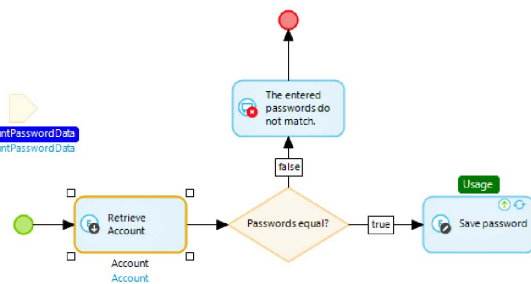 The entered
passwords do
not match.
false
ntPasswordData
ntPasswordData
Usage
Retrieve
Account
Passwords equal?
true
Save password
Account
Account